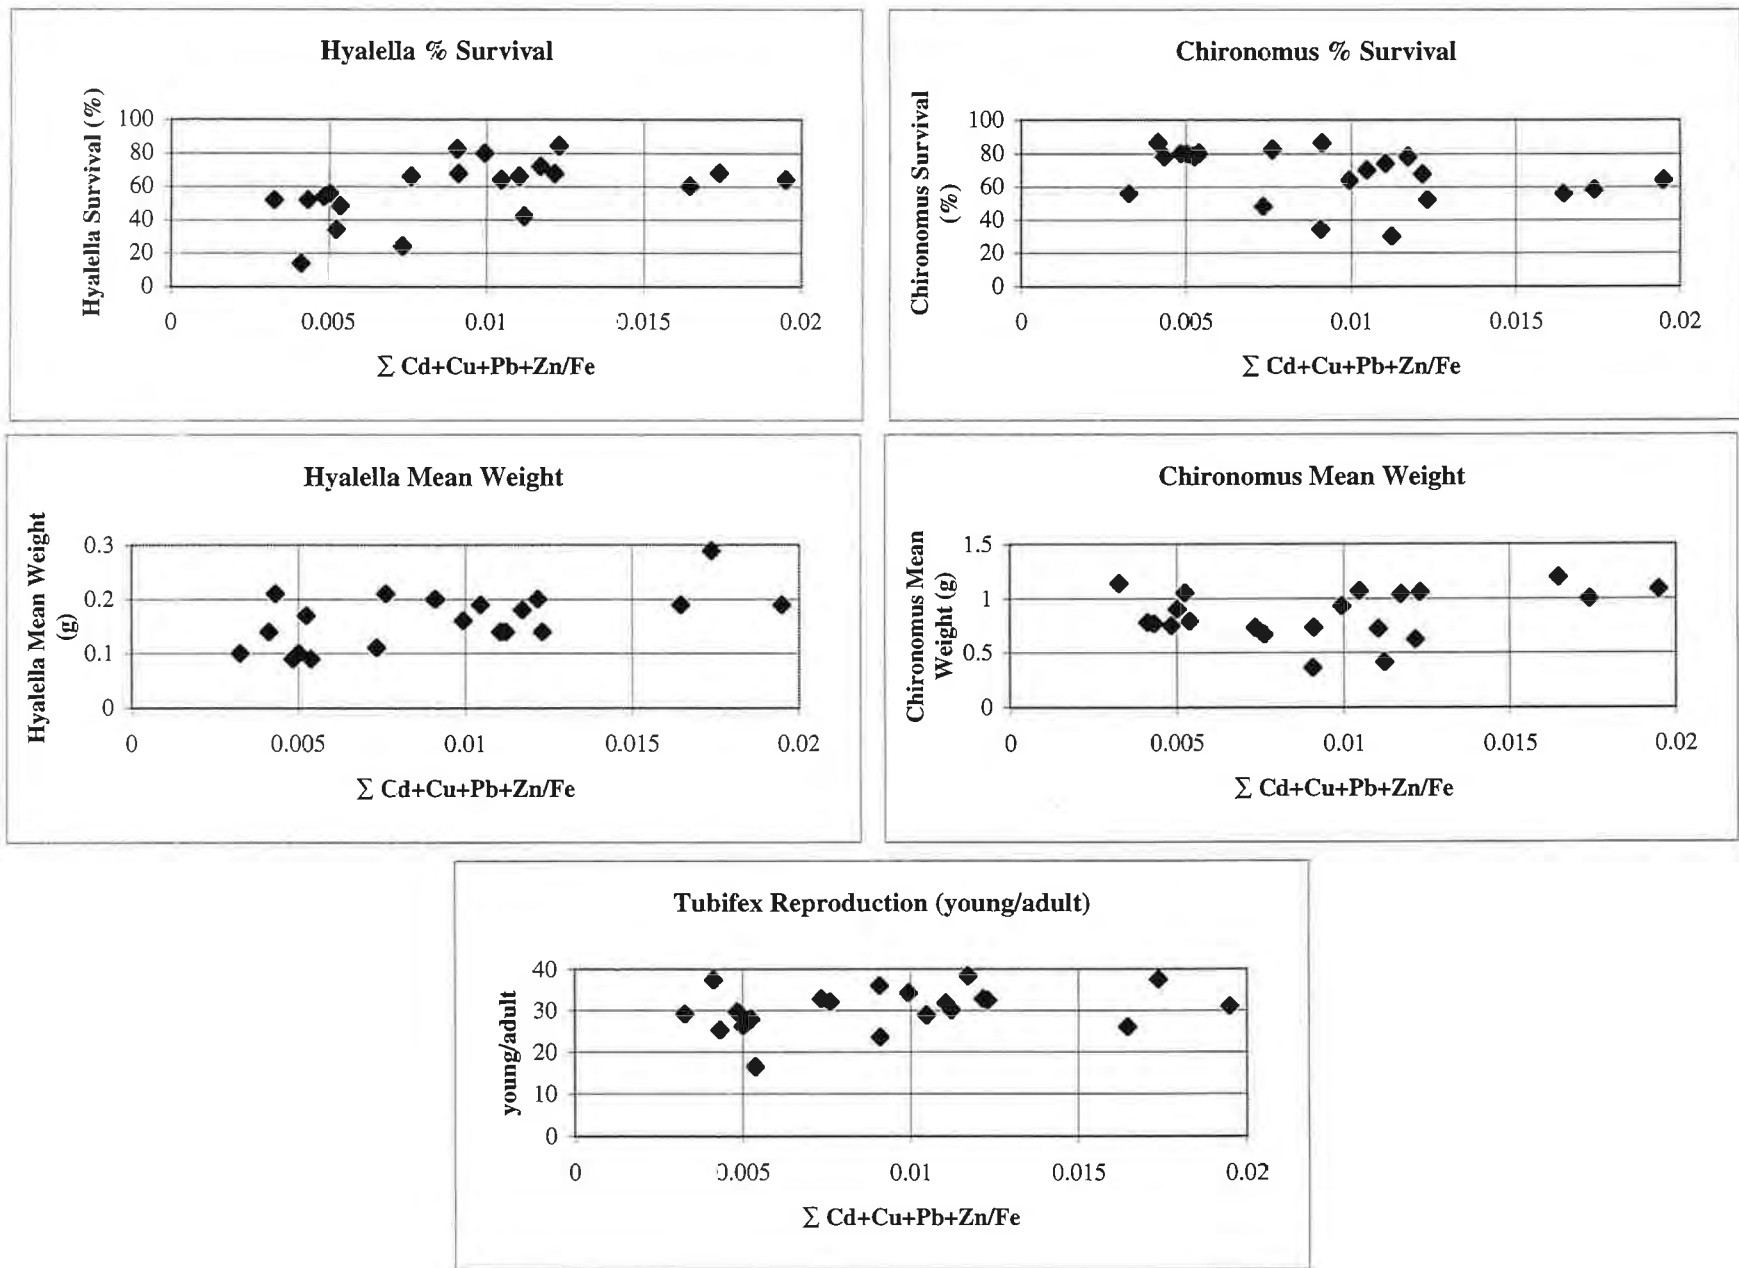 Hyalella % Survival
Hyalella Survival (%)
100
80
60
40
20
0
0 0.005 0.01 0.015 0.02
∑ Cd+Cu+Pb+Zn/Fe
Chironomus % Survival
Chironomus Survival
(%)
100
80
60
40
20
0
0 0.005 0.01 0.015 0.02
∑ Cd+Cu+Pb+Zn/Fe
Hyalella Mean Weight
Hyalella Mean Weight
(g)
0.3
0.2
0.1
0
0 0.005 0.01 0.015 0.02
∑ Cd+Cu+Pb+Zn/Fe
Chironomus Mean Weight
Chironomus Mean
Weight (g)
1.5
1
0.5
0
0 0.005 0.01 0.015 0.02
∑ Cd+Cu+Pb+Zn/Fe
Tubifex Reproduction (young/adult)
young/adult
40
30
20
10
0
0 0.005 0.01 0.015 0.02
∑ Cd+Cu+Pb+Zn/Fe